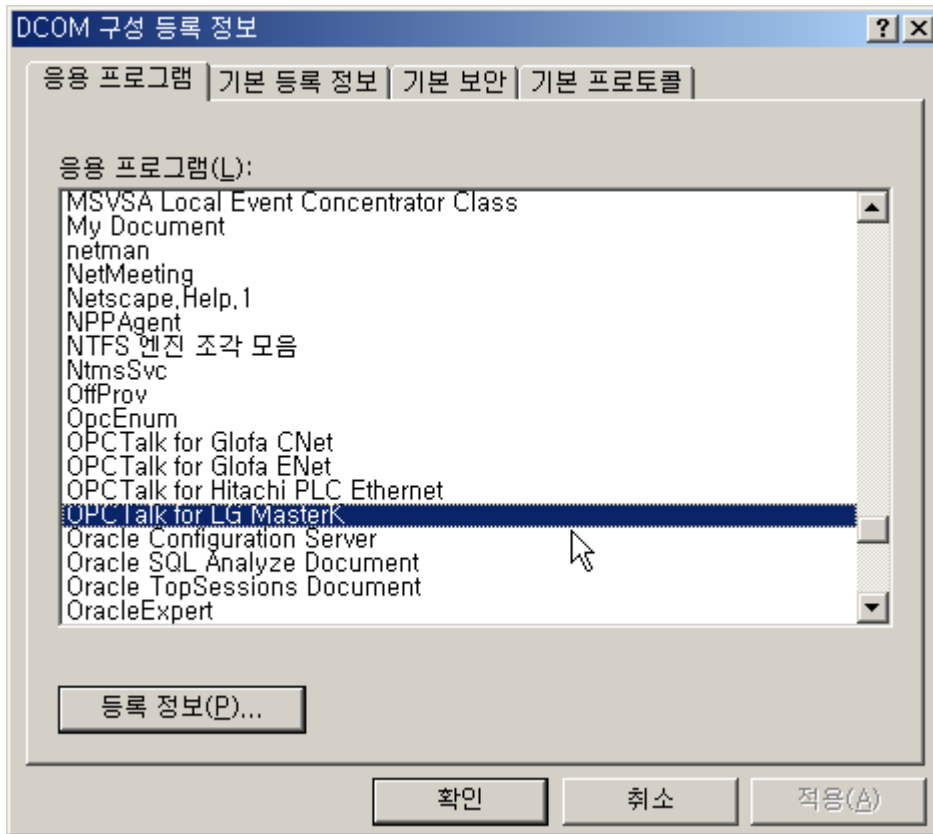 DCOM 구성 등록 정보
응용 프로그램 기본 등록 정보 기본 보안 기본 프로토콜
응용 프로그램(L):
MSVSA Local Event Concentrator Class
My Document
netman
NetMeeting
Netscape,Help,1
NPPAgent
NTFS 엔진 조각 모음
NtmsSvc
OffProv
OpcEnum
OPCTalk for Glofa CNet
OPCTalk for Glofa ENet
OPCTalk for Hitachi PLC Ethernet
OPCTalk for LG MasterK
Oracle Configuration Server
Oracle SQL Analyze Document
Oracle TopSessions Document
OracleExpert
등록 정보(P)...
확인 취소 적용(A)